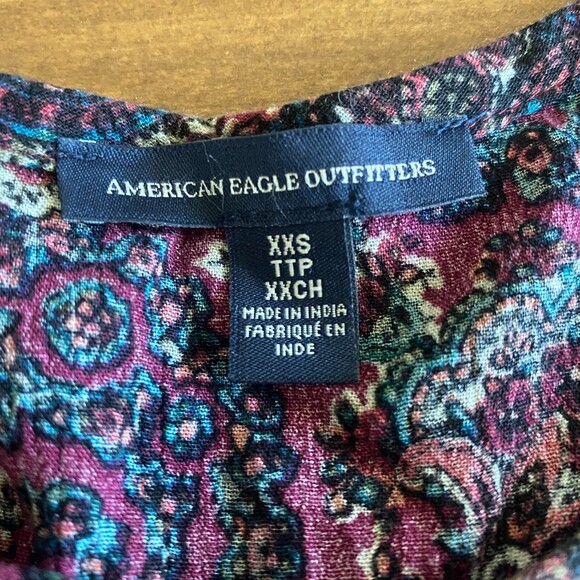 AMERICAN EAGLE OUTFITTERS
XXS
TTP
XXCH
MADE IN INDIA
FABRIQUÉ EN
INDE